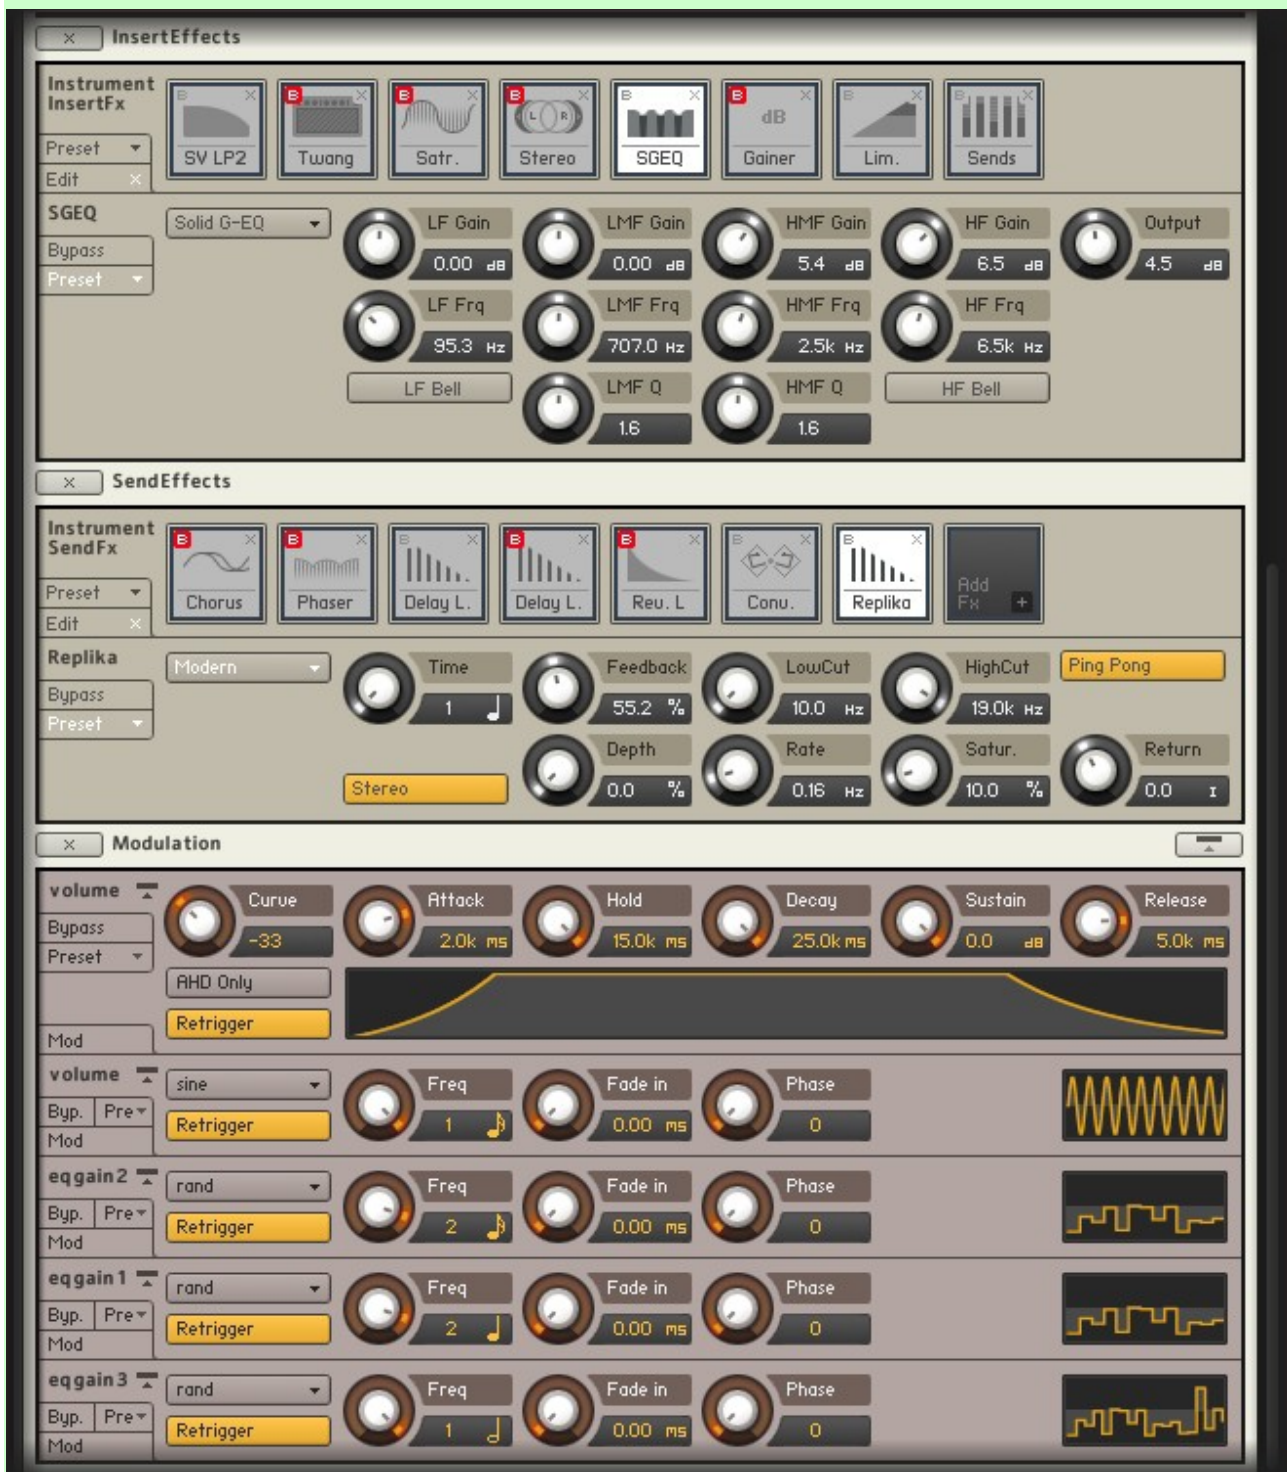 × InsertEffects
Instrument InsertFx
B × SV LP2 B × Twang B × Satr. B L R × Stereo B × SGEQ B × dB Gainer B × Lim. B × Sends
Preset
Edit ×
SGEQ Solid G-EQ LF Gain LMF Gain HMF Gain HF Gain Output
Bypass 0.00 dB 0.00 dB 5.4 dB 6.5 dB 4.5 dB
Preset
LF Frq LMF Frq HMF Frq HF Frq
95.3 Hz 707.0 Hz 2.5k Hz 6.5k Hz
LF Bell LMF Q HMF Q HF Bell
1.6 1.6
× SendEffects
Instrument SendFx
B × Chorus B × Phaser B × Delay L. B × Delay L. B × Rev. L B × Conv. B × Replika Add Fx +
Preset
Edit ×
Replika Modern Time Feedback LowCut HighCut Ping Pong
Bypass 1 55.2 % 10.0 Hz 19.0k Hz
Preset
Depth Rate Satur. Return
Stereo 0.0 % 0.16 Hz 10.0 % 0.0 I
× Modulation
volume Curve Attack Hold Decay Sustain Release
Bypass -33 2.0k ms 15.0k ms 25.0k ms 0.0 dB 5.0k ms
Preset
AHD Only
Retrigger
Mod
volume sine Freq Fade in Phase
Byp. Pre Retrigger 1 0.00 ms 0
Mod
eqgain2 rand Freq Fade in Phase
Byp. Pre Retrigger 2 0.00 ms 0
Mod
eqgain1 rand Freq Fade in Phase
Byp. Pre Retrigger 2 0.00 ms 0
Mod
eqgain3 rand Freq Fade in Phase
Byp. Pre Retrigger 1 0.00 ms 0
Mod